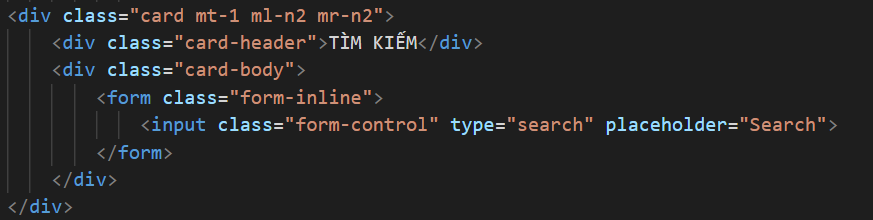 <div class="card mt-1 ml-n2 mr-n2">
<div class="card-header">TÌM KIẾM</div>
<div class="card-body">
<form class="form-inline">
<input class="form-control" type="search" placeholder="Search">
</form>
</div>
</div>